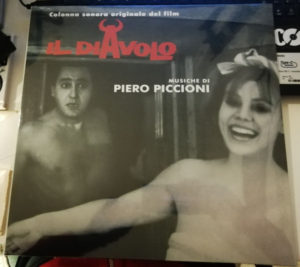 Colonna sonora originale del film
IL DIAVOLO
MUSICHE DI
PIERO PICCIONI